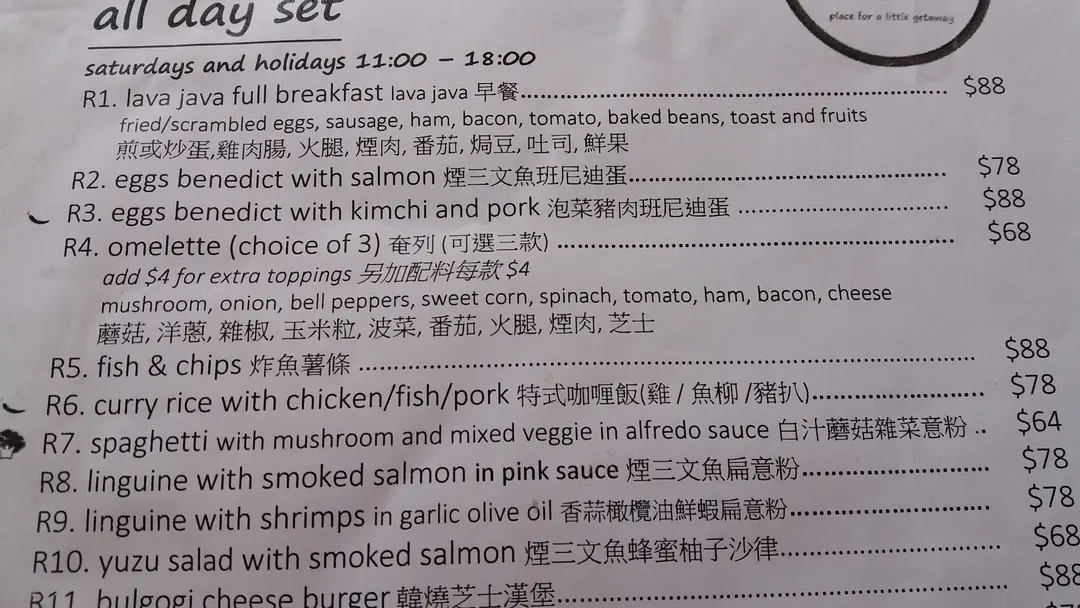 all day set
place for a little getaway
saturdays and holidays 11:00 – 18:00
R1. lava java full breakfast lava java 早餐.......................................................... $88
fried/scrambled eggs, sausage, ham, bacon, tomato, baked beans, toast and fruits
煎或炒蛋,雞肉腸, 火腿, 煙肉, 番茄, 焗豆, 吐司, 鮮果
R2. eggs benedict with salmon 煙三文魚班尼迪蛋.......................................... $78
R3. eggs benedict with kimchi and pork 泡菜豬肉班尼迪蛋 ............................ $88
R4. omelette (choice of 3) 奄列 (可選三款) ..................................................... $68
add $4 for extra toppings 另加配料每款 $4
mushroom, onion, bell peppers, sweet corn, spinach, tomato, ham, bacon, cheese
蘑菇, 洋蔥, 雜椒, 玉米粒, 波菜, 番茄, 火腿, 煙肉, 芝士
R5. fish & chips 炸魚薯條 .................................................................................. $88
R6. curry rice with chicken/fish/pork 特式咖喱飯(雞 / 魚柳 /豬扒)....................... $78
R7. spaghetti with mushroom and mixed veggie in alfredo sauce 白汁蘑菇雜菜意粉 .. $64
R8. linguine with smoked salmon in pink sauce 煙三文魚扁意粉......................... $78
R9. linguine with shrimps in garlic olive oil 香蒜橄欖油鮮蝦扁意粉.......................... $78
R10. yuzu salad with smoked salmon 煙三文魚蜂蜜柚子沙律............................. $68
R11. bulgogi cheese burger 韓燒芝士漢堡............................................................ $88